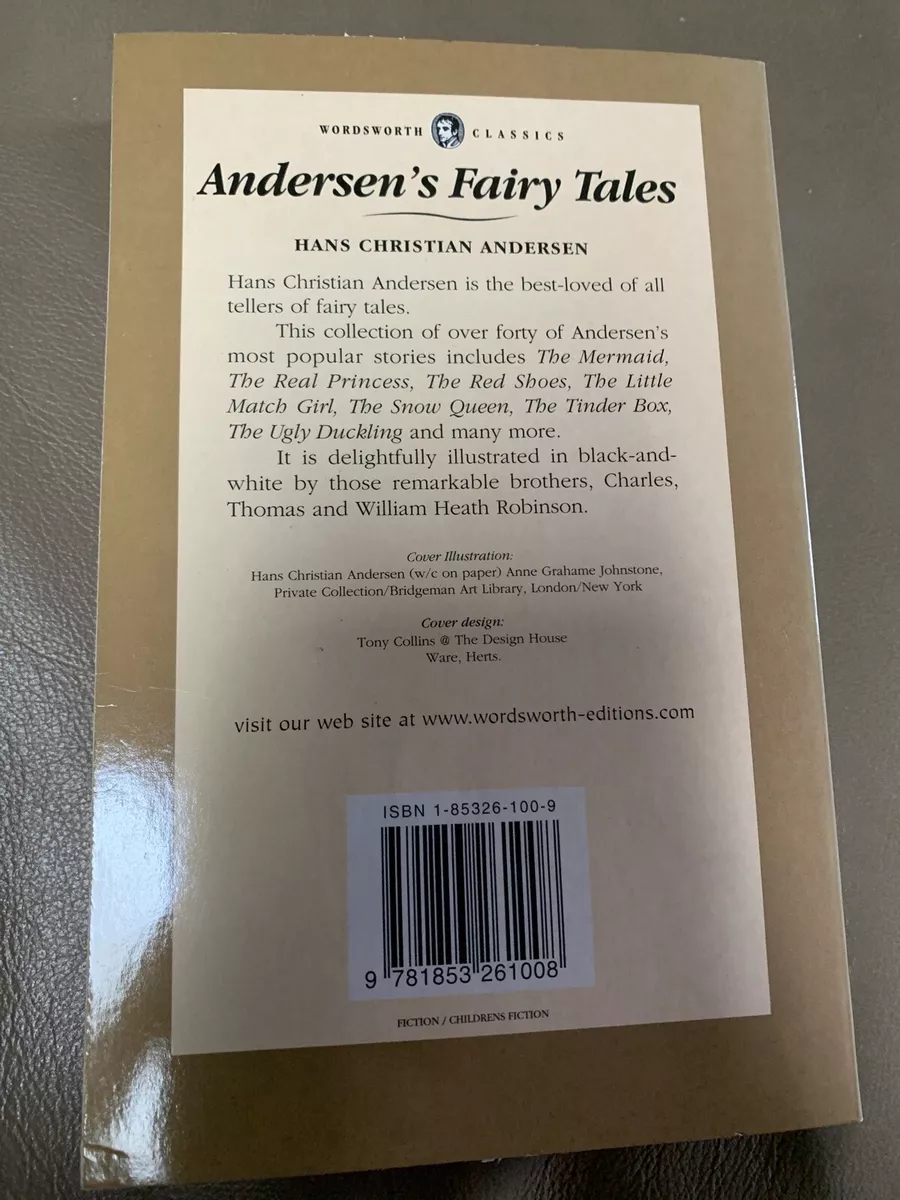 WORDSWORTH CLASSICS
Andersen's Fairy Tales
HANS CHRISTIAN ANDERSEN
Hans Christian Andersen is the best-loved of all
tellers of fairy tales.
This collection of over forty of Andersen's
most popular stories includes The Mermaid,
The Real Princess, The Red Shoes, The Little
Match Girl, The Snow Queen, The Tinder Box,
The Ugly Duckling and many more.
It is delightfully illustrated in black-and-
white by those remarkable brothers, Charles,
Thomas and William Heath Robinson.
Cover Illustration:
Hans Christian Andersen (w/c on paper) Anne Grahame Johnstone,
Private Collection/Bridgeman Art Library, London/New York
Cover design:
Tony Collins @ The Design House
Ware, Herts.
visit our web site at www.wordsworth-editions.com
ISBN 1-85326-100-9
9 781853 261008
FICTION / CHILDRENS FICTION